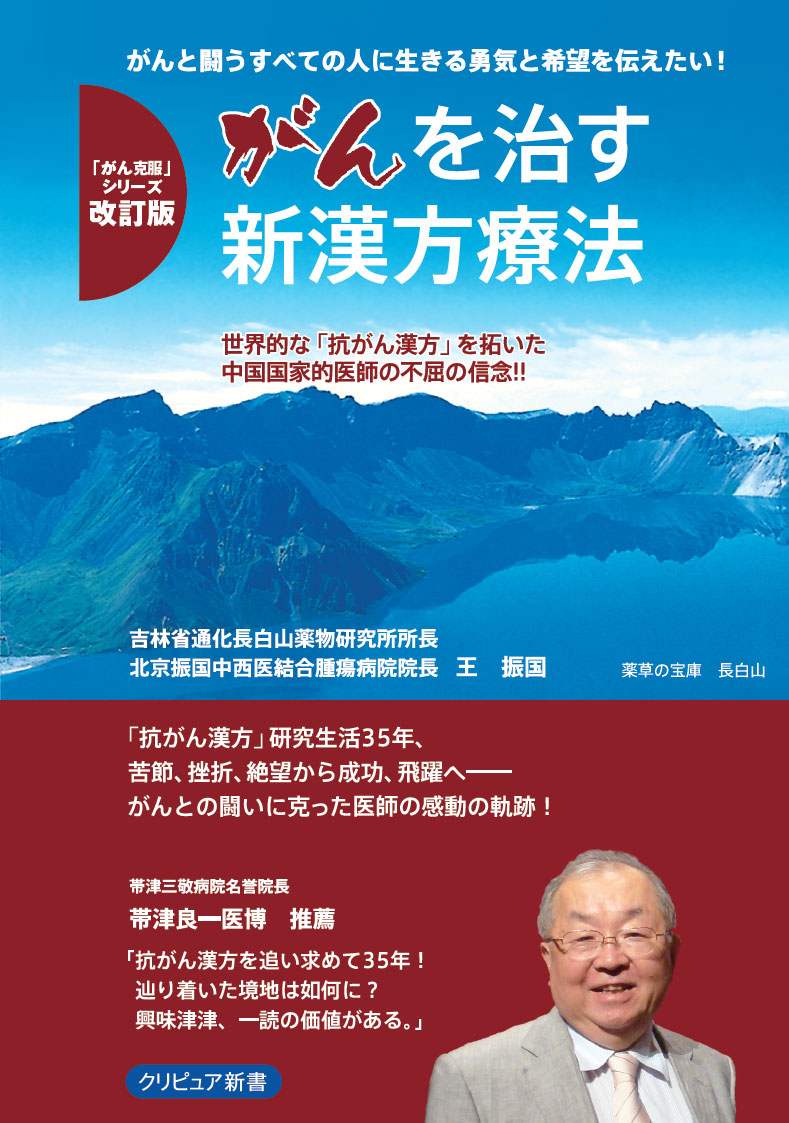 がんと闘うすべての人に生きる勇気と希望を伝えたい！
「がん克服」
シリーズ
改訂版
がんを治す
新漢方療法
世界的な「抗がん漢方」を拓いた
中国国家的医師の不屈の信念!!
吉林省通化長白山薬物研究所所長
北京振国中西医結合腫瘍病院院長 王　振国
薬草の宝庫　長白山
「抗がん漢方」研究生活35年、
苦節、挫折、絶望から成功、飛躍へ――
がんとの闘いに克った医師の感動の軌跡！
帯津三敬病院名誉院長
帯津良一医博　推薦
「抗がん漢方を追い求めて35年！
辿り着いた境地は如何に？
興味津津、一読の価値がある。」
クリピュア新書